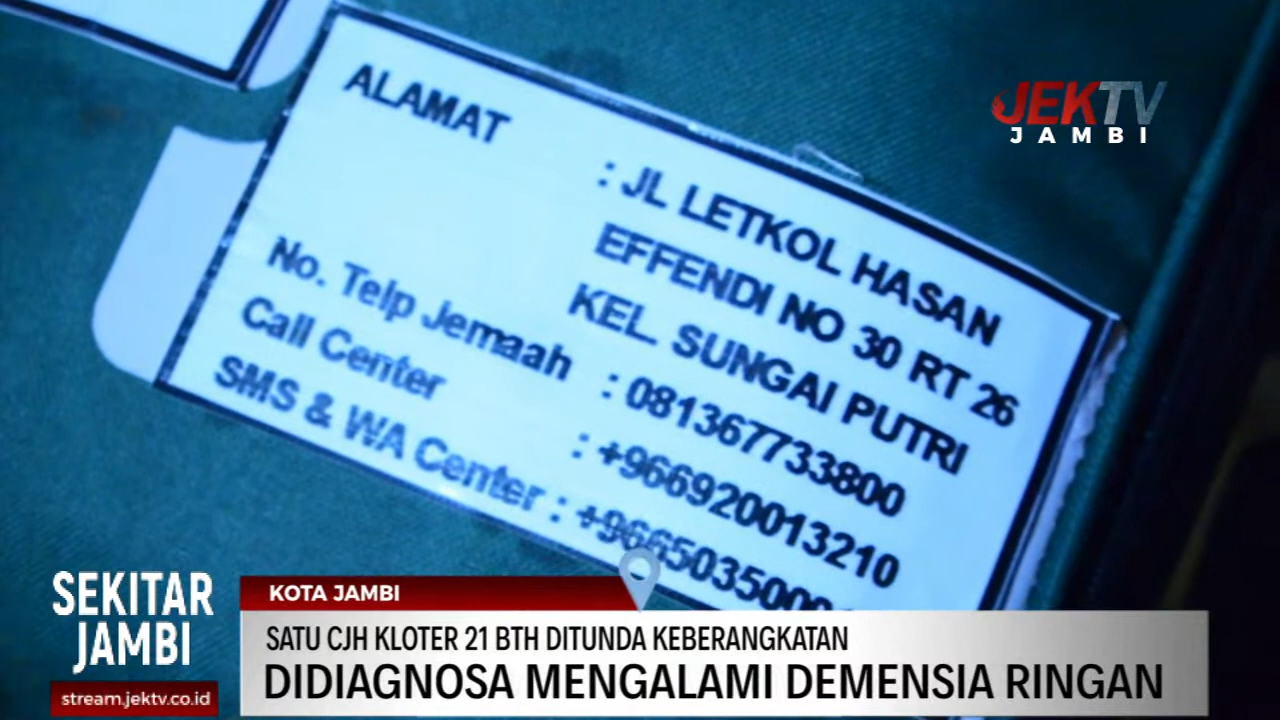 ALAMAT
: JL LETKOL HASAN
EFFENDI NO 30 RT 26
KEL. SUNGAI PUTRI
No. Telp Jemaah : 081367733800
Call Center : +966920013210
SMS & WA Center :
JEKTV
JAMBI
SEKITAR
JAMBI
stream.jektv.co.id
KOTA JAMBI
SATU CJH KLOTER 21 BTH DITUNDA KEBERANGKATAN
DIDIAGNOSA MENGALAMI DEMENSIA RINGAN